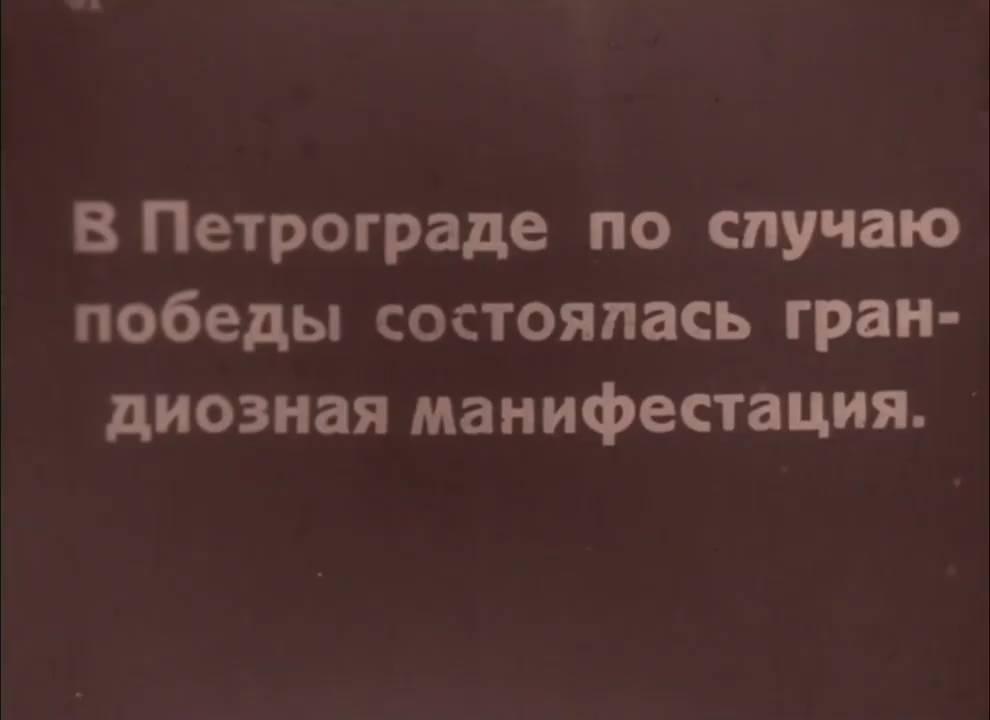 В Петрограде по случаю
победы состоялась гран-
диозная манифестация.